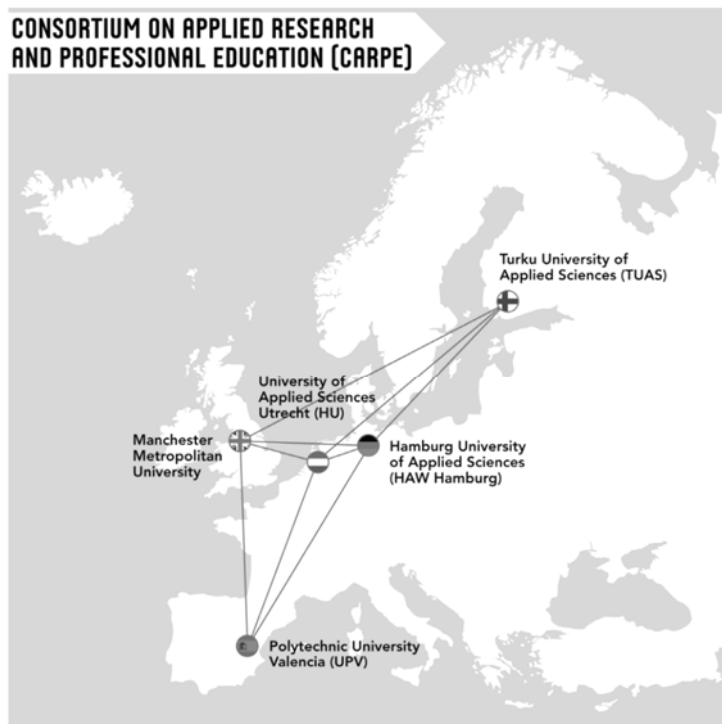 CONSORTIUM ON APPLIED RESEARCH
AND PROFESSIONAL EDUCATION (CARPE)
Turku University of
Applied Sciences (TUAS)
University of
Applied Sciences
Utrecht (HU)
Manchester
Metropolitan
University
Hamburg University
of Applied Sciences
(HAW Hamburg)
Polytechnic University
Valencia (UPV)